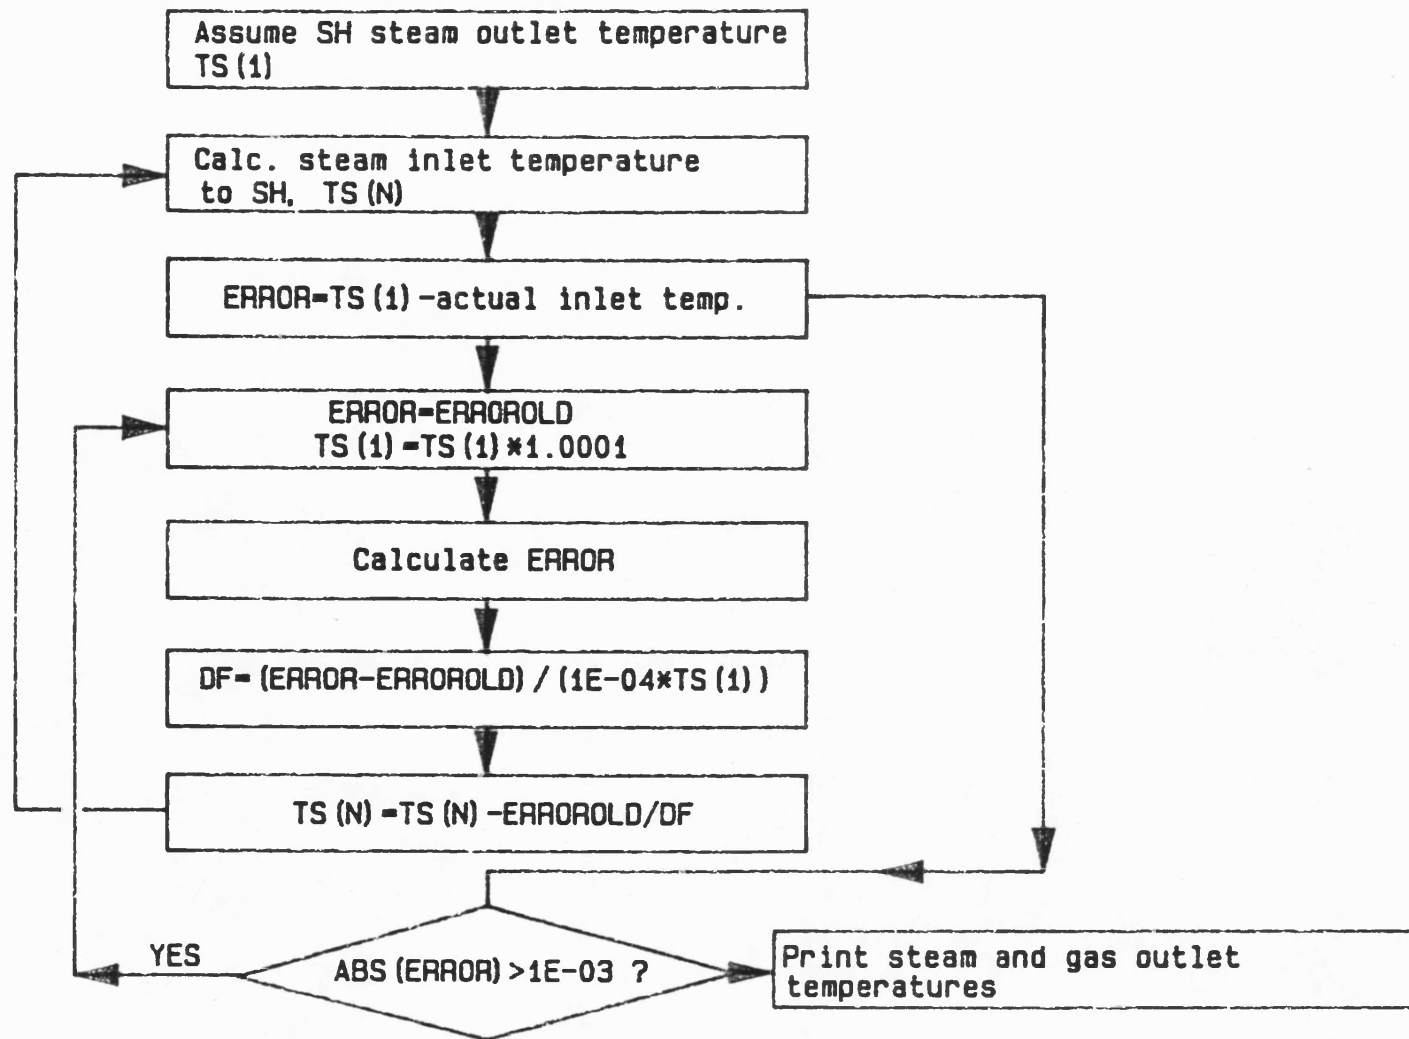 Assume SH steam outlet temperature
TS(1)
Calc. steam inlet temperature
to SH, TS(N)
ERROR=TS(1)-actual inlet temp.
ERROR=ERROROLD
TS(1)=TS(1)*1.0001
Calculate ERROR
DF=(ERROR-ERROROLD)/(1E-04*TS(1))
TS(N)=TS(N)-ERROROLD/DF
YES
ABS(ERROR)>1E-03 ?
Print steam and gas outlet
temperatures